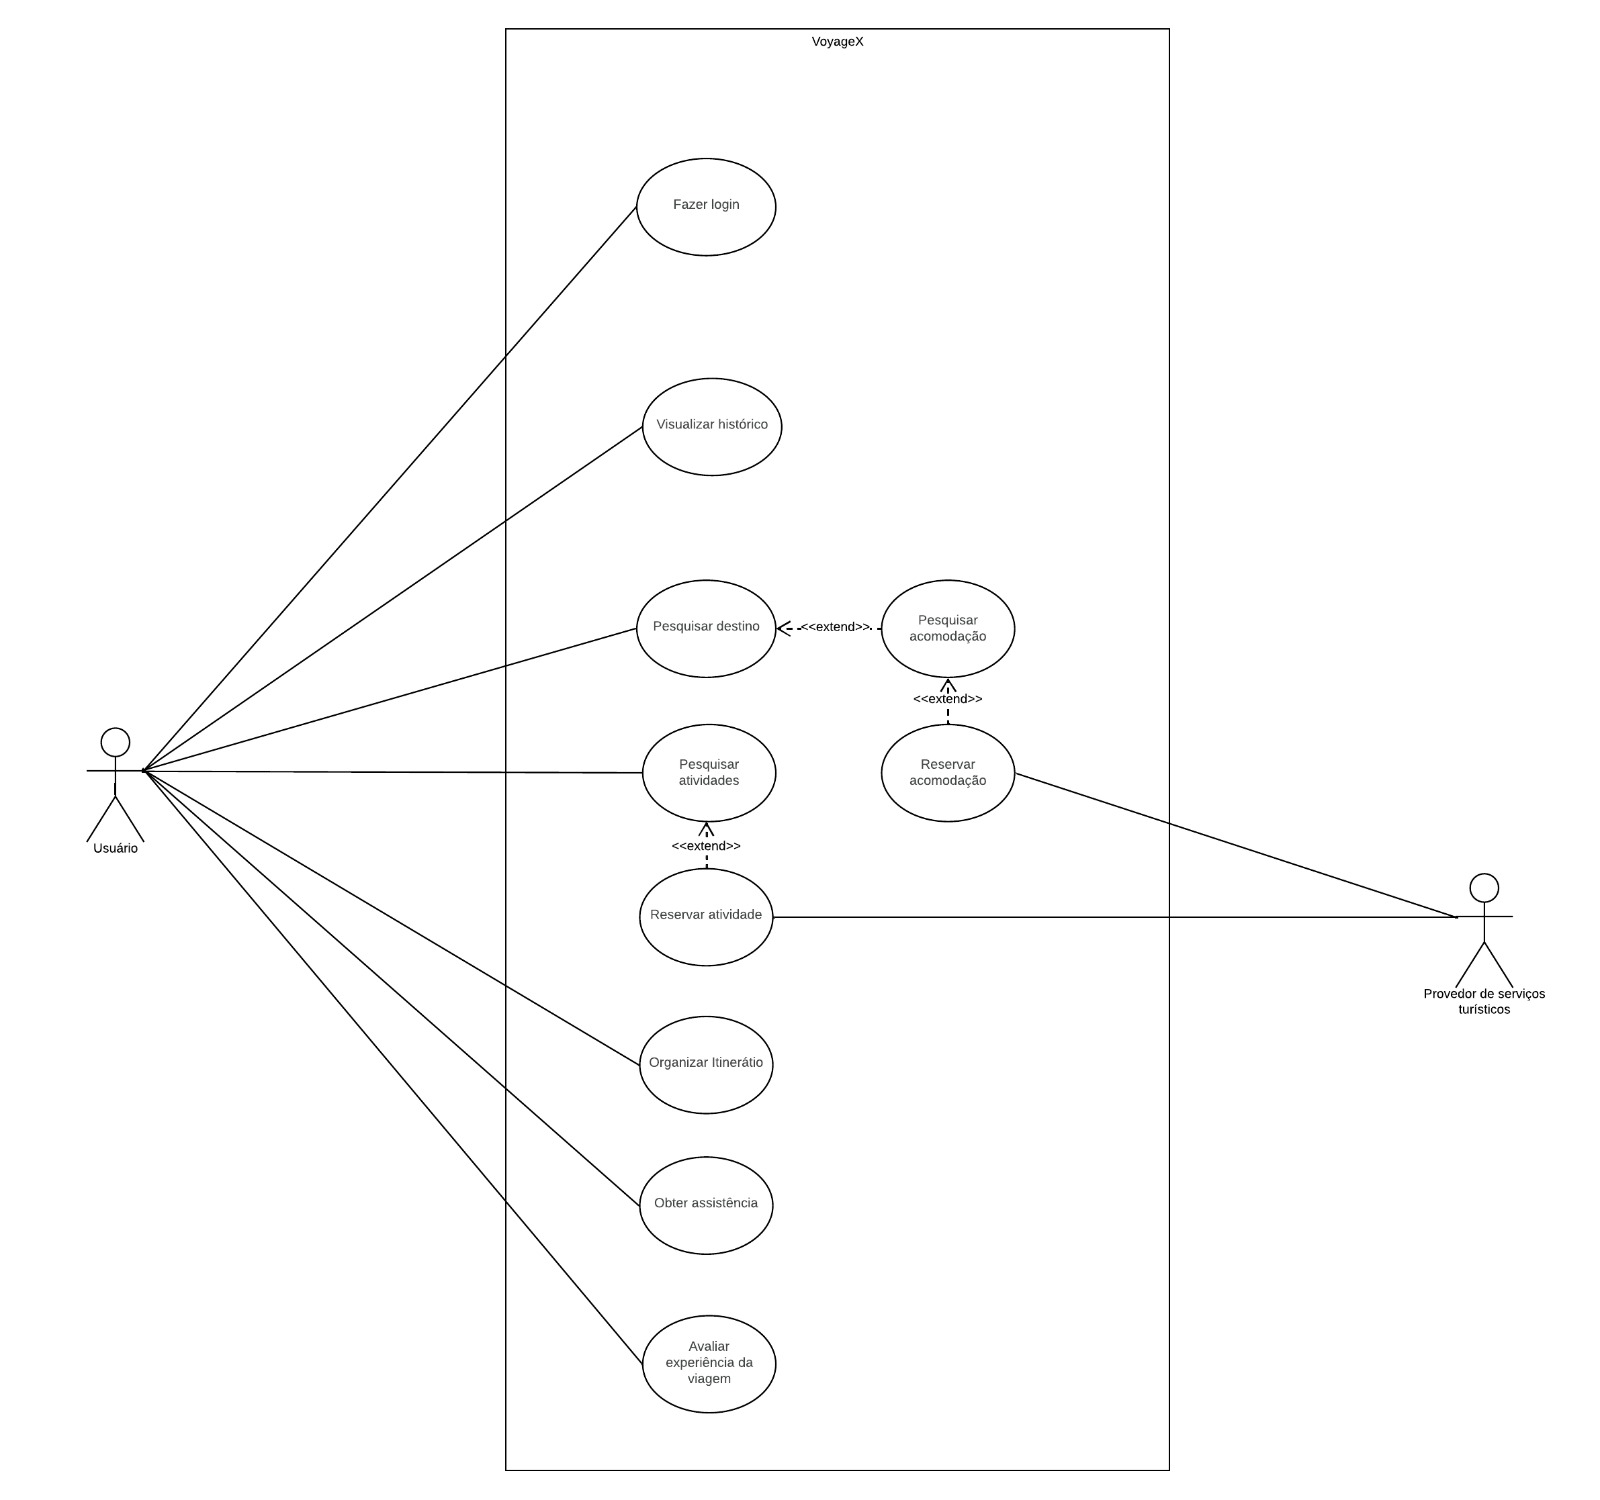 VoyageX
Fazer login
Visualizar histórico
Pesquisar destino
<<extend>>
Pesquisar
acomodação
<<extend>>
Pesquisar
atividades
Reservar
acomodação
Usuário
<<extend>>
Reservar atividade
Provedor de serviços
turísticos
Organizar Itinerátio
Obter assistência
Avaliar
experiência da
viagem